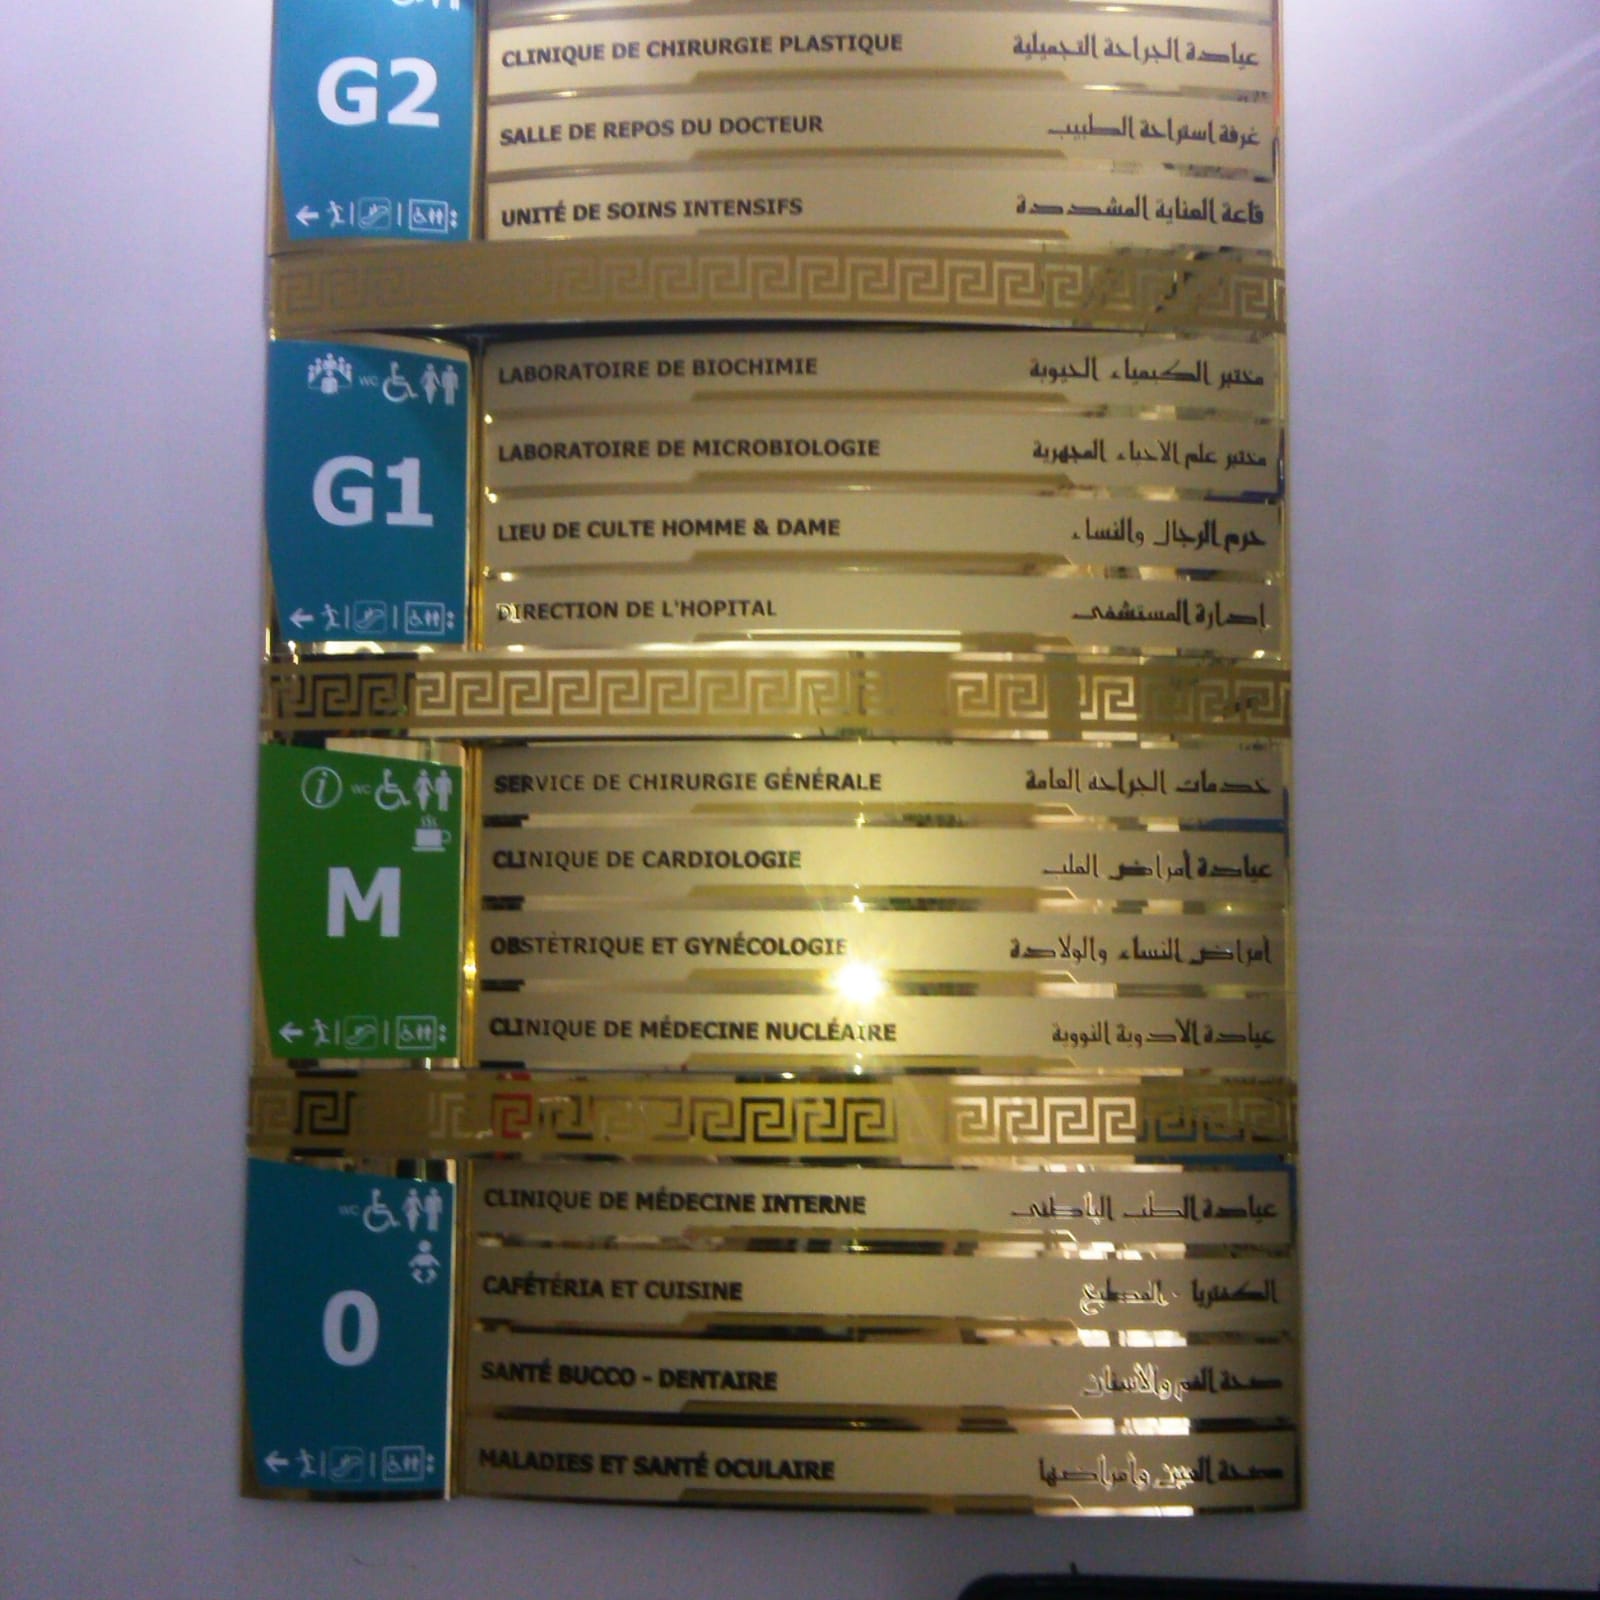 G2
CLINIQUE DE CHIRURGIE PLASTIQUE عيادة الجراحة التجميلية
SALLE DE REPOS DU DOCTEUR غرفة استراحة الطبيب
UNITÉ DE SOINS INTENSIFS قاعة العناية المشددة
WC
G1
LABORATOIRE DE BIOCHIMIE مختبر الكيمياء الحيوية
LABORATOIRE DE MICROBIOLOGIE مختبر علم الاحياء المجهرية
LIEU DE CULTE HOMME & DAME حرم الرجال والنساء
DIRECTION DE L'HOPITAL إدارة المستشفى
WC
M
SERVICE DE CHIRURGIE GÉNÉRALE خدمات الجراحة العامة
CLINIQUE DE CARDIOLOGIE عيادة أمراض القلب
OBSTÉTRIQUE ET GYNÉCOLOGIE أمراض النساء والولادة
CLINIQUE DE MÉDECINE NUCLÉAIRE عيادة الادوية النووية
WC
0
CLINIQUE DE MÉDECINE INTERNE عيادة الطب الباطني
CAFÉTÉRIA ET CUISINE الكفتريا - المطبخ
SANTÉ BUCCO - DENTAIRE صحة الفم والأسنان
MALADIES ET SANTÉ OCULAIRE صحة العين وأمراضها